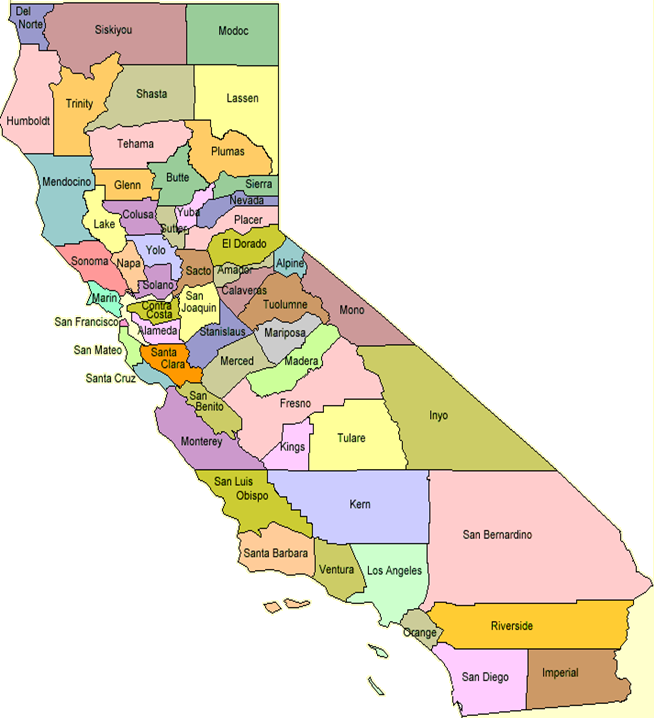 Del
Norte
Siskiyou
Modoc
Humboldt
Trinity
Shasta
Lassen
Tehama
Plumas
Mendocino
Glenn
Butte
Sierra
Lake
Colusa
Sutter
Yuba
Nevada
Placer
Sonoma
Napa
Yolo
El Dorado
Sacto
Amador
Alpine
Solano
Marin
Contra
Costa
San
Joaquin
Calaveras
Tuolumne
Mono
San Francisco
Alameda
Stanislaus
Mariposa
San Mateo
Santa
Clara
Merced
Madera
Santa Cruz
San
Benito
Fresno
Inyo
Monterey
Kings
Tulare
San Luis
Obispo
Kern
San Bernardino
Santa Barbara
Ventura
Los Angeles
Orange
Riverside
San Diego
Imperial